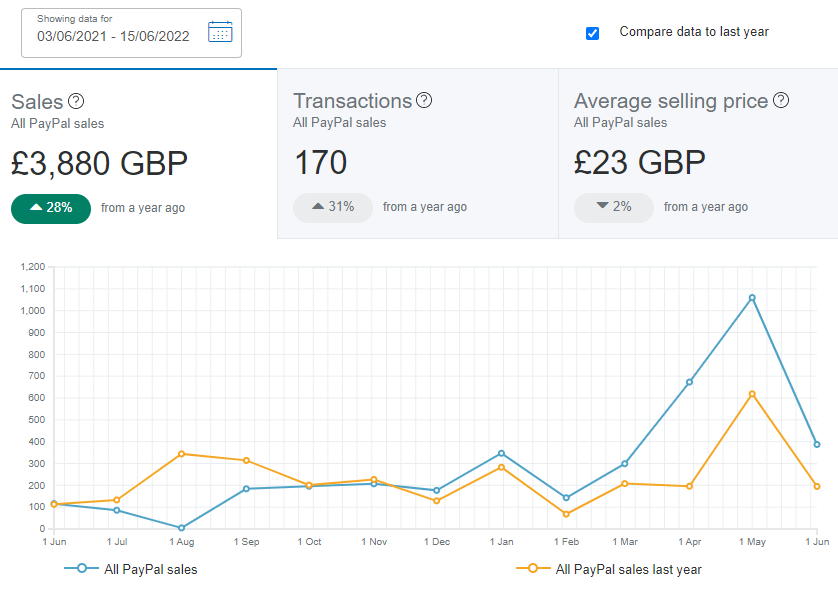 Showing data for
03/06/2021 - 15/06/2022
Compare data to last year
Sales ?
All PayPal sales
£3,880 GBP
28% from a year ago
Transactions ?
All PayPal sales
170
31% from a year ago
Average selling price ?
All PayPal sales
£23 GBP
2% from a year ago
1,200
1,100
1,000
900
800
700
600
500
400
300
200
100
0
1 Jun 1 Jul 1 Aug 1 Sep 1 Oct 1 Nov 1 Dec 1 Jan 1 Feb 1 Mar 1 Apr 1 May 1 Jun
All PayPal sales All PayPal sales last year